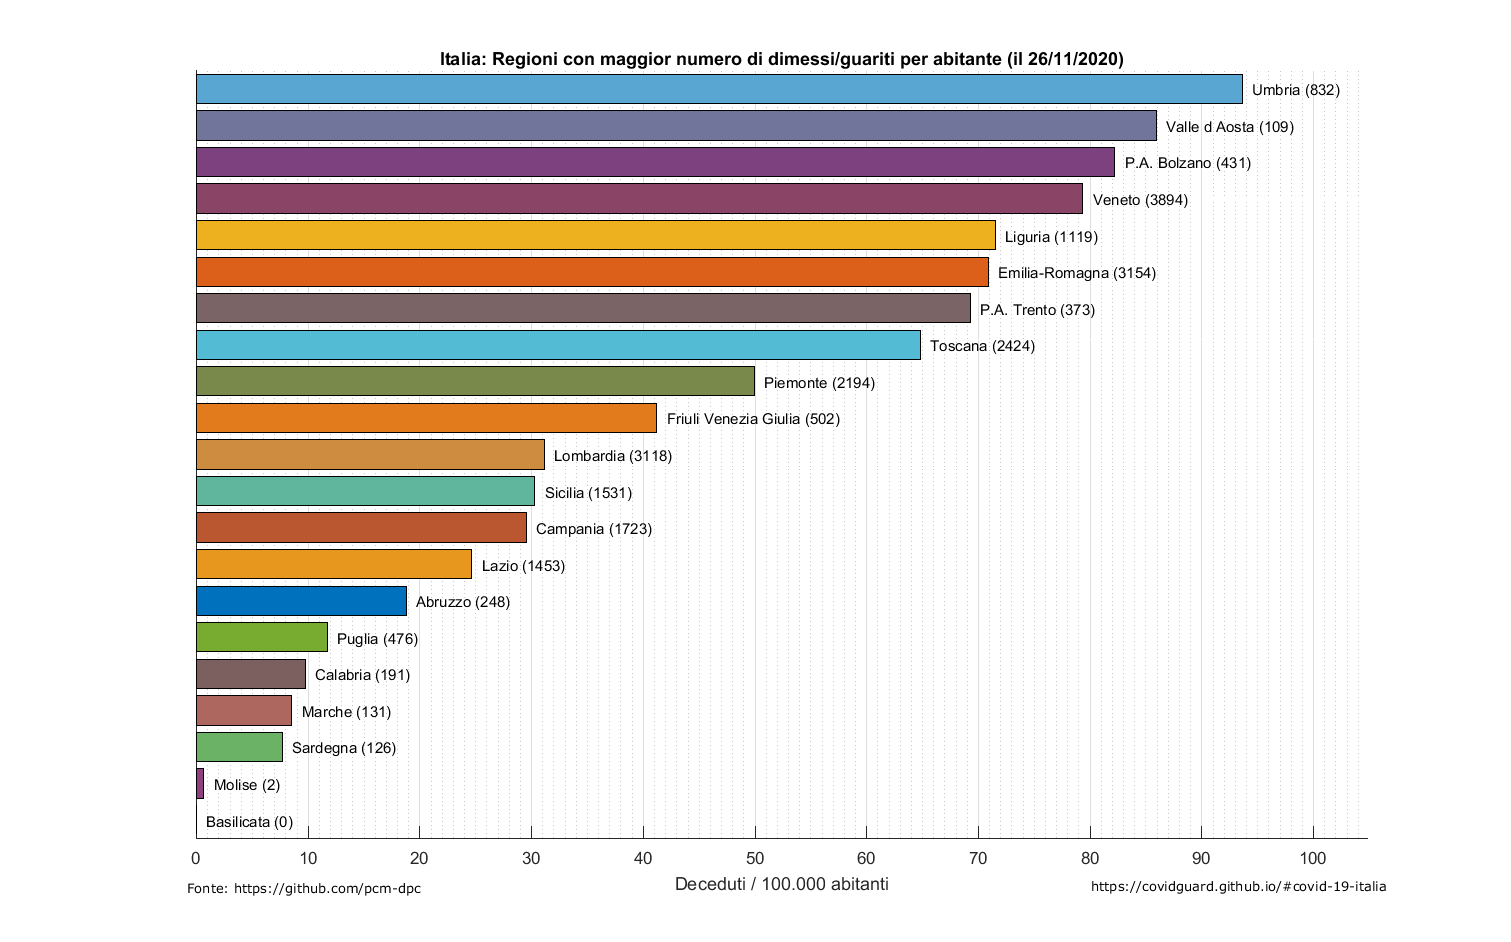 Italia: Regioni con maggior numero di dimessi/guariti per abitante (il 26/11/2020)
Umbria (832)
Valle d Aosta (109)
P.A. Bolzano (431)
Veneto (3894)
Liguria (1119)
Emilia-Romagna (3154)
P.A. Trento (373)
Toscana (2424)
Piemonte (2194)
Friuli Venezia Giulia (502)
Lombardia (3118)
Sicilia (1531)
Campania (1723)
Lazio (1453)
Abruzzo (248)
Puglia (476)
Calabria (191)
Marche (131)
Sardegna (126)
Molise (2)
Basilicata (0)
0 10 20 30 40 50 60 70 80 90 100
Deceduti / 100.000 abitanti
Fonte: https://github.com/pcm-dpc
https://covidguard.github.io/#covid-19-italia